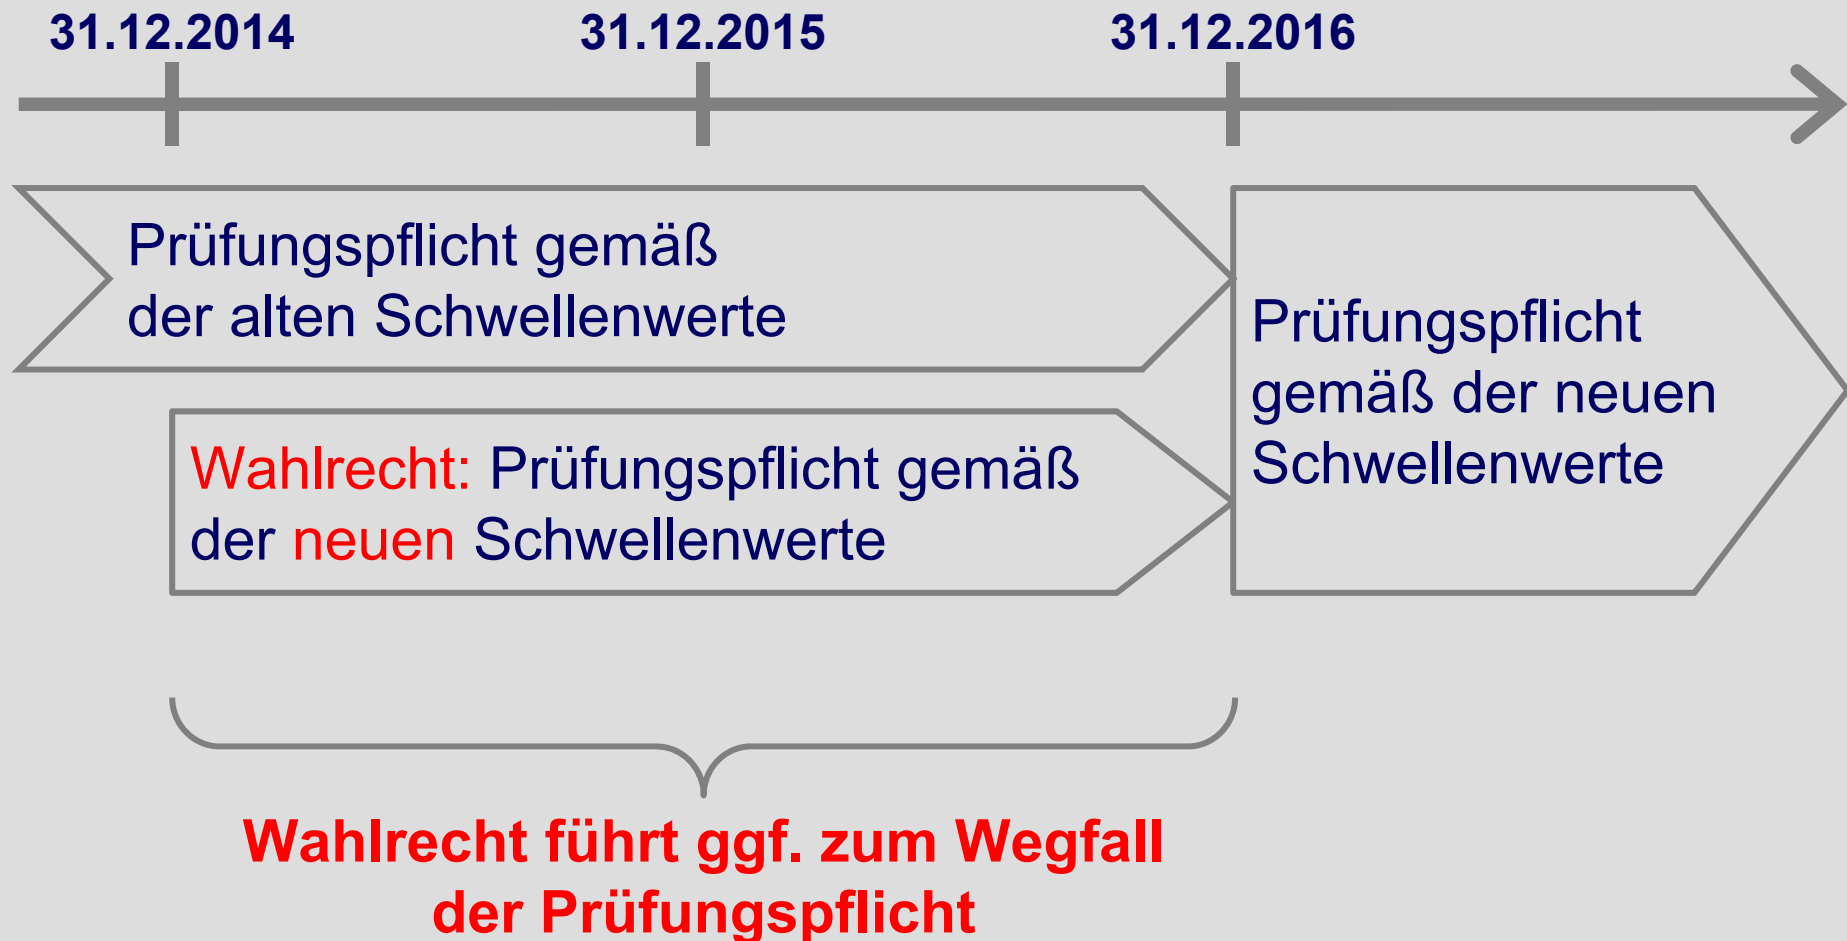 31.12.2014
31.12.2015
31.12.2016
Prüfungspflicht gemäß
der alten Schwellenwerte
Wahlrecht: Prüfungspflicht gemäß
der neuen Schwellenwerte
Prüfungspflicht
gemäß der neuen
Schwellenwerte
Wahlrecht führt ggf. zum Wegfall
der Prüfungspflicht